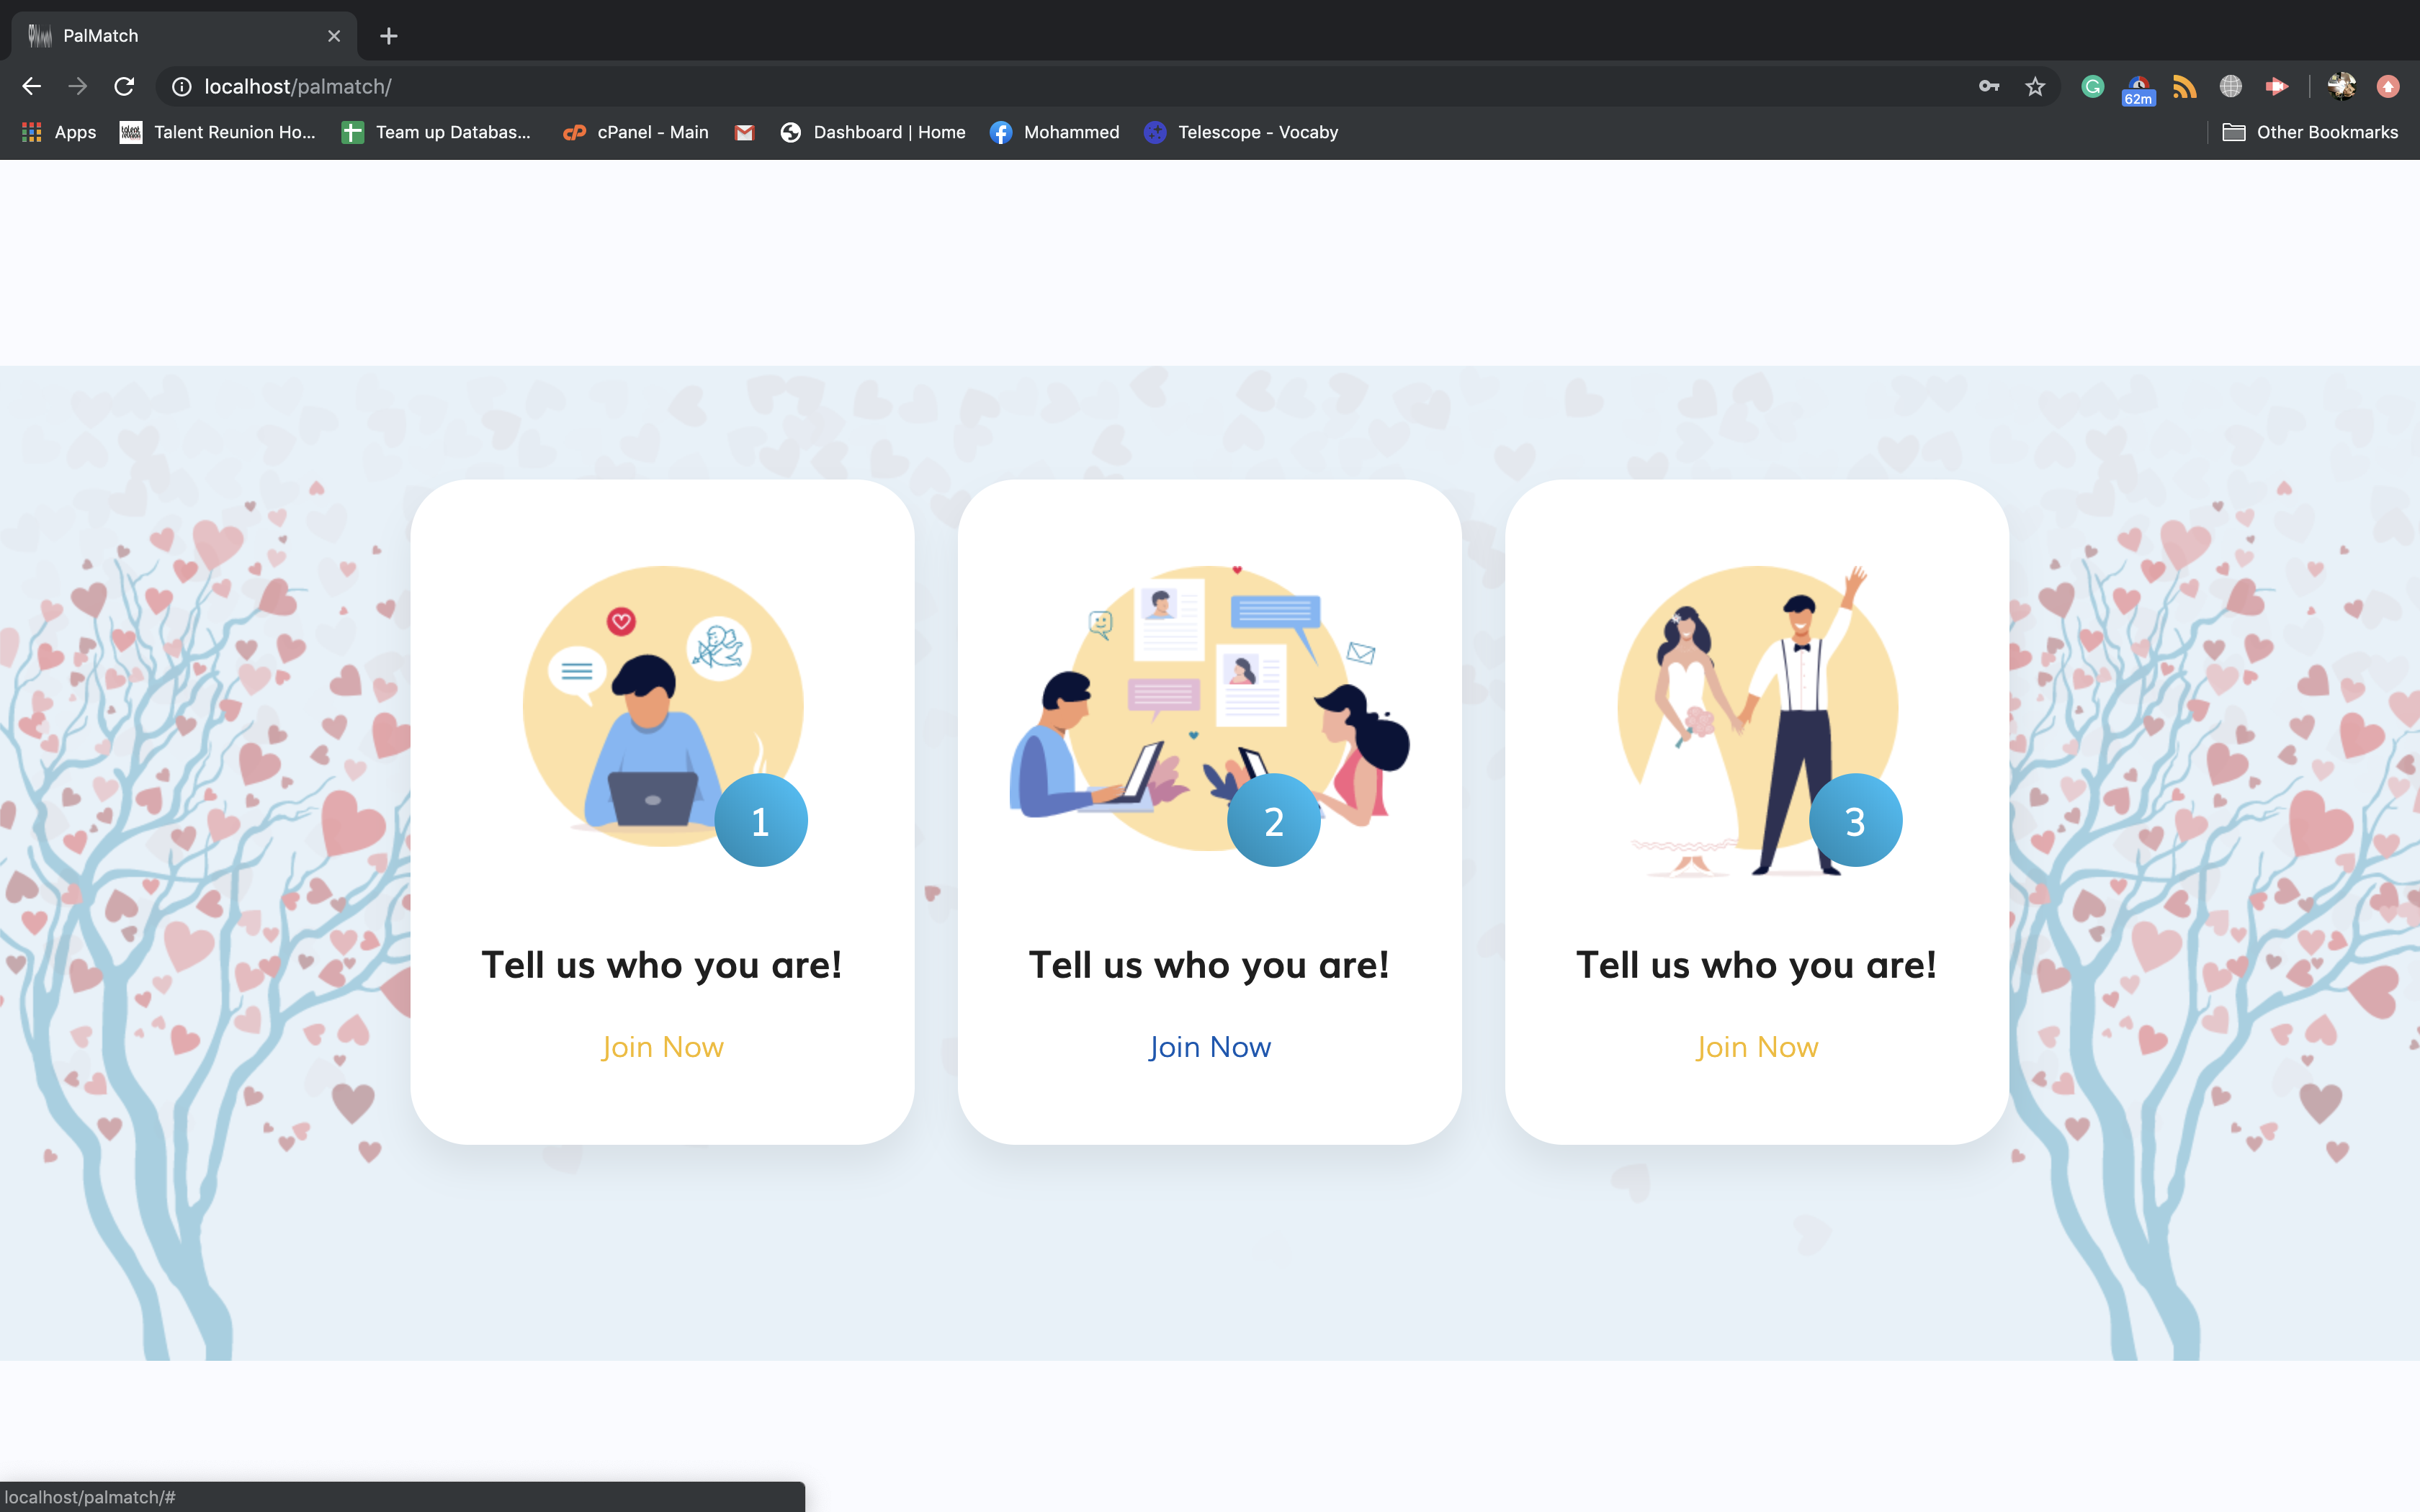 PalMatch
localhost/palmatch/
62m
Apps
Talent Reunion Ho...
Team up Databas...
cPanel - Main
Dashboard | Home
Mohammed
Telescope - Vocaby
Other Bookmarks
1
2
3
Tell us who you are!
Tell us who you are!
Tell us who you are!
Join Now
Join Now
Join Now
localhost/palmatch/#